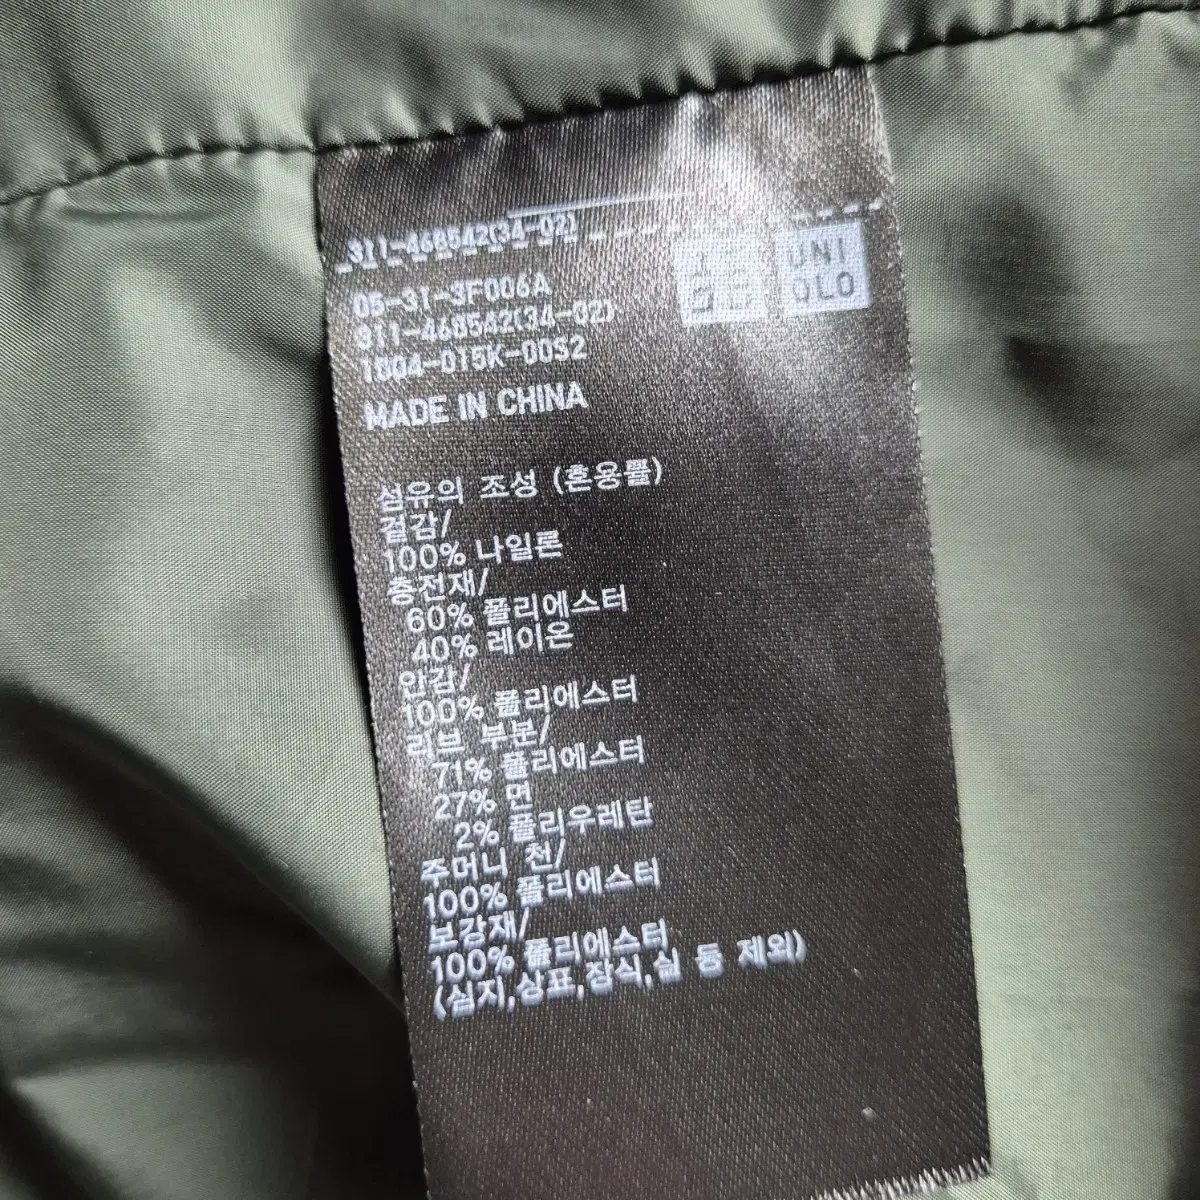 311-468542(34-02)
UNI
QLO
05-31-3F006A
311-468542(34-02)
MADE IN CHINA
섬유의 조성 (혼용률)
겉감/
100% 나일론
충전재/
60% 폴리에스터
40% 레이온
안감/
100% 폴리에스터
리브 부분/
71% 폴리에스터
27% 면
2% 폴리우레탄
주머니 천/
100% 폴리에스터
보강재/
100% 폴리에스터
(심지,상표,장식,실 등 제외)